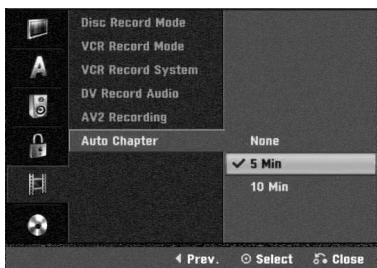 Disc Record Mode
VCR Record Mode
VCR Record System
DV Record Audio
AV2 Recording
Auto Chapter
None
✓ 5 Min
10 Min
A
◄ Prev. ⊙ Select Close